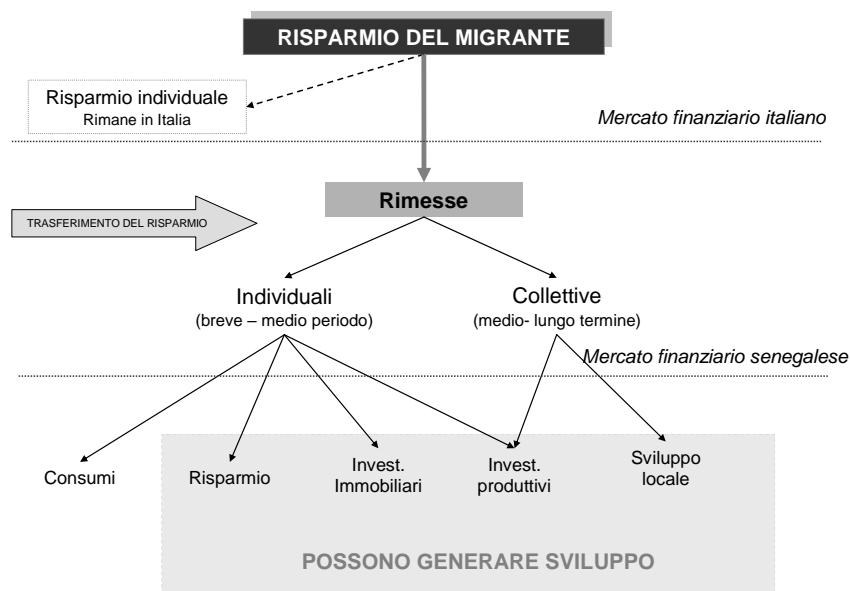 RISPARMIO DEL MIGRANTE
Risparmio individuale
Rimane in Italia
Mercato finanziario italiano
Rimesse
TRASFERIMENTO DEL RISPARMIO
Individuali
(breve – medio periodo)
Collettive
(medio- lungo termine)
Mercato finanziario senegalese
Consumi
Risparmio
Invest.
Immobiliari
Invest.
produttivi
Sviluppo
locale
POSSONO GENERARE SVILUPPO